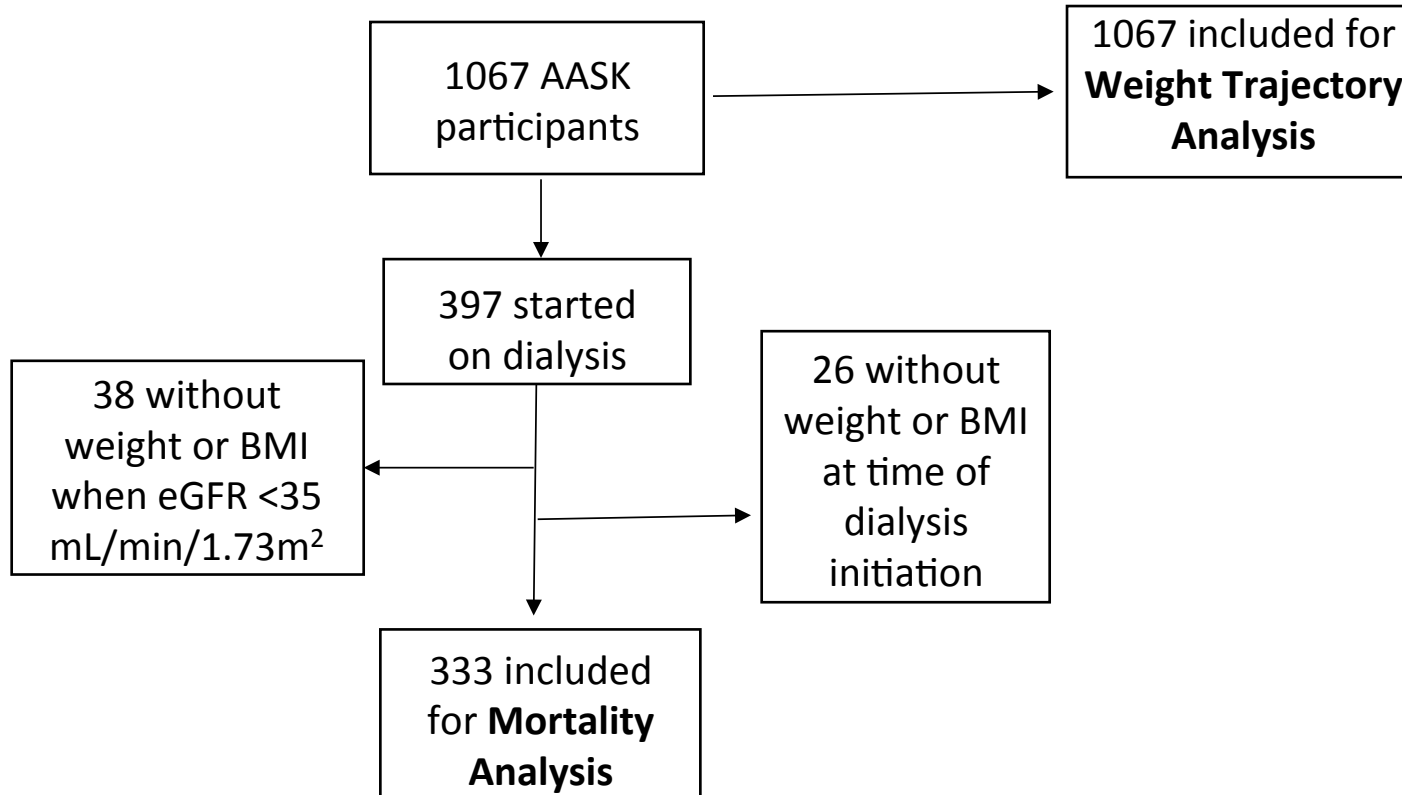 1067 AASK
participants
1067 included for
Weight Trajectory
Analysis
397 started
on dialysis
38 without
weight or BMI
when eGFR <35
mL/min/1.73m²
26 without
weight or BMI
at time of
dialysis
initiation
333 included
for Mortality
Analysis